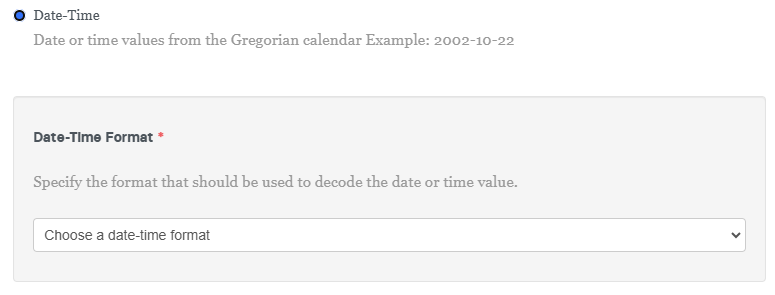 Date-Time
Date or time values from the Gregorian calendar Example: 2002-10-22
Date-Time Format *
Specify the format that should be used to decode the date or time value.
Choose a date-time format